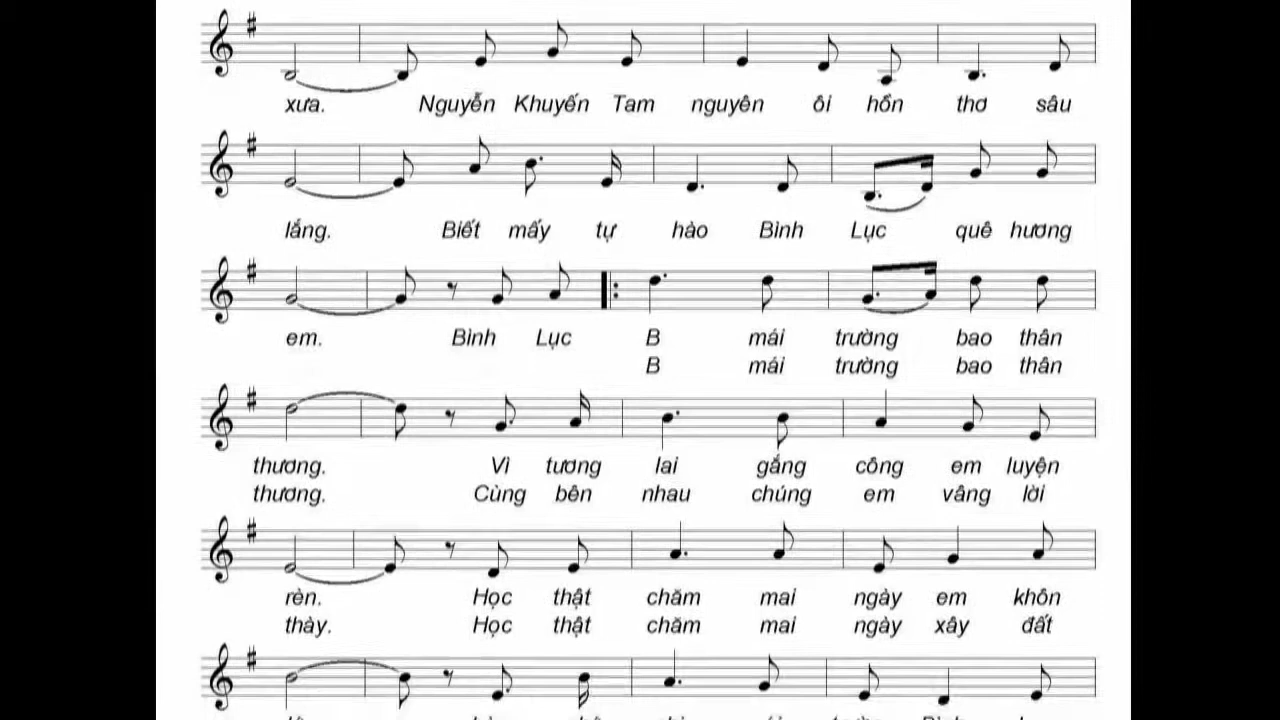 xưa. Nguyễn Khuyến Tam nguyên ôi hồn thơ sâu
lắng. Biết mấy tự hào Bình Lục quê hương
em. Bình Lục B mái trường bao thân
B mái trường bao thân
thương. Vì tương lai gắng công em luyện
thương. Cùng bên nhau chúng em vâng lời
rèn. Học thật chăm mai ngày em khôn
thày. Học thật chăm mai ngày xây đất